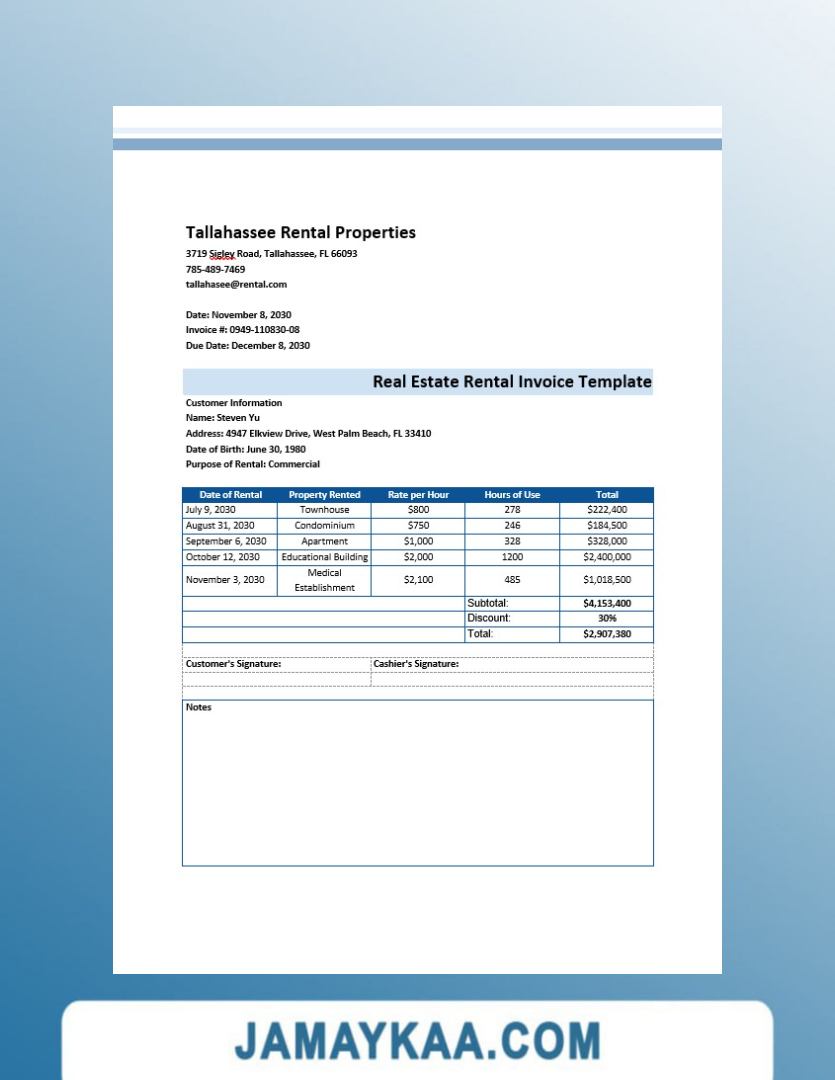 Tallahassee Rental Properties
3719 Sigley Road, Tallahassee, FL 66093
785-489-7469
tallahasee@rental.com
Date: November 8, 2030
Invoice #: 0949-110830-08
Due Date: December 8, 2030
Real Estate Rental Invoice Template
Customer Information
Name: Steven Yu
Address: 4947 Elkview Drive, West Palm Beach, FL 33410
Date of Birth: June 30, 1980
Purpose of Rental: Commercial
Date of Rental Property Rented Rate per Hour Hours of Use Total
July 9, 2030 Townhouse $800 278 $222,400
August 31, 2030 Condominium $750 246 $184,500
September 6, 2030 Apartment $1,000 328 $328,000
October 12, 2030 Educational Building $2,000 1200 $2,400,000
November 3, 2030 Medical Establishment $2,100 485 $1,018,500
Subtotal: $4,153,400
Discount: 30%
Total: $2,907,380
Customer's Signature: Cashier's Signature:
Notes
JAMAYKAA.COM